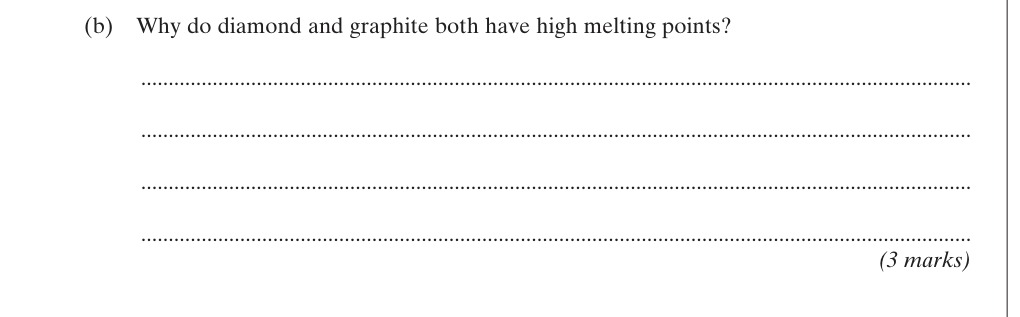 (b) Why do diamond and graphite both have high melting points?
(3 marks)